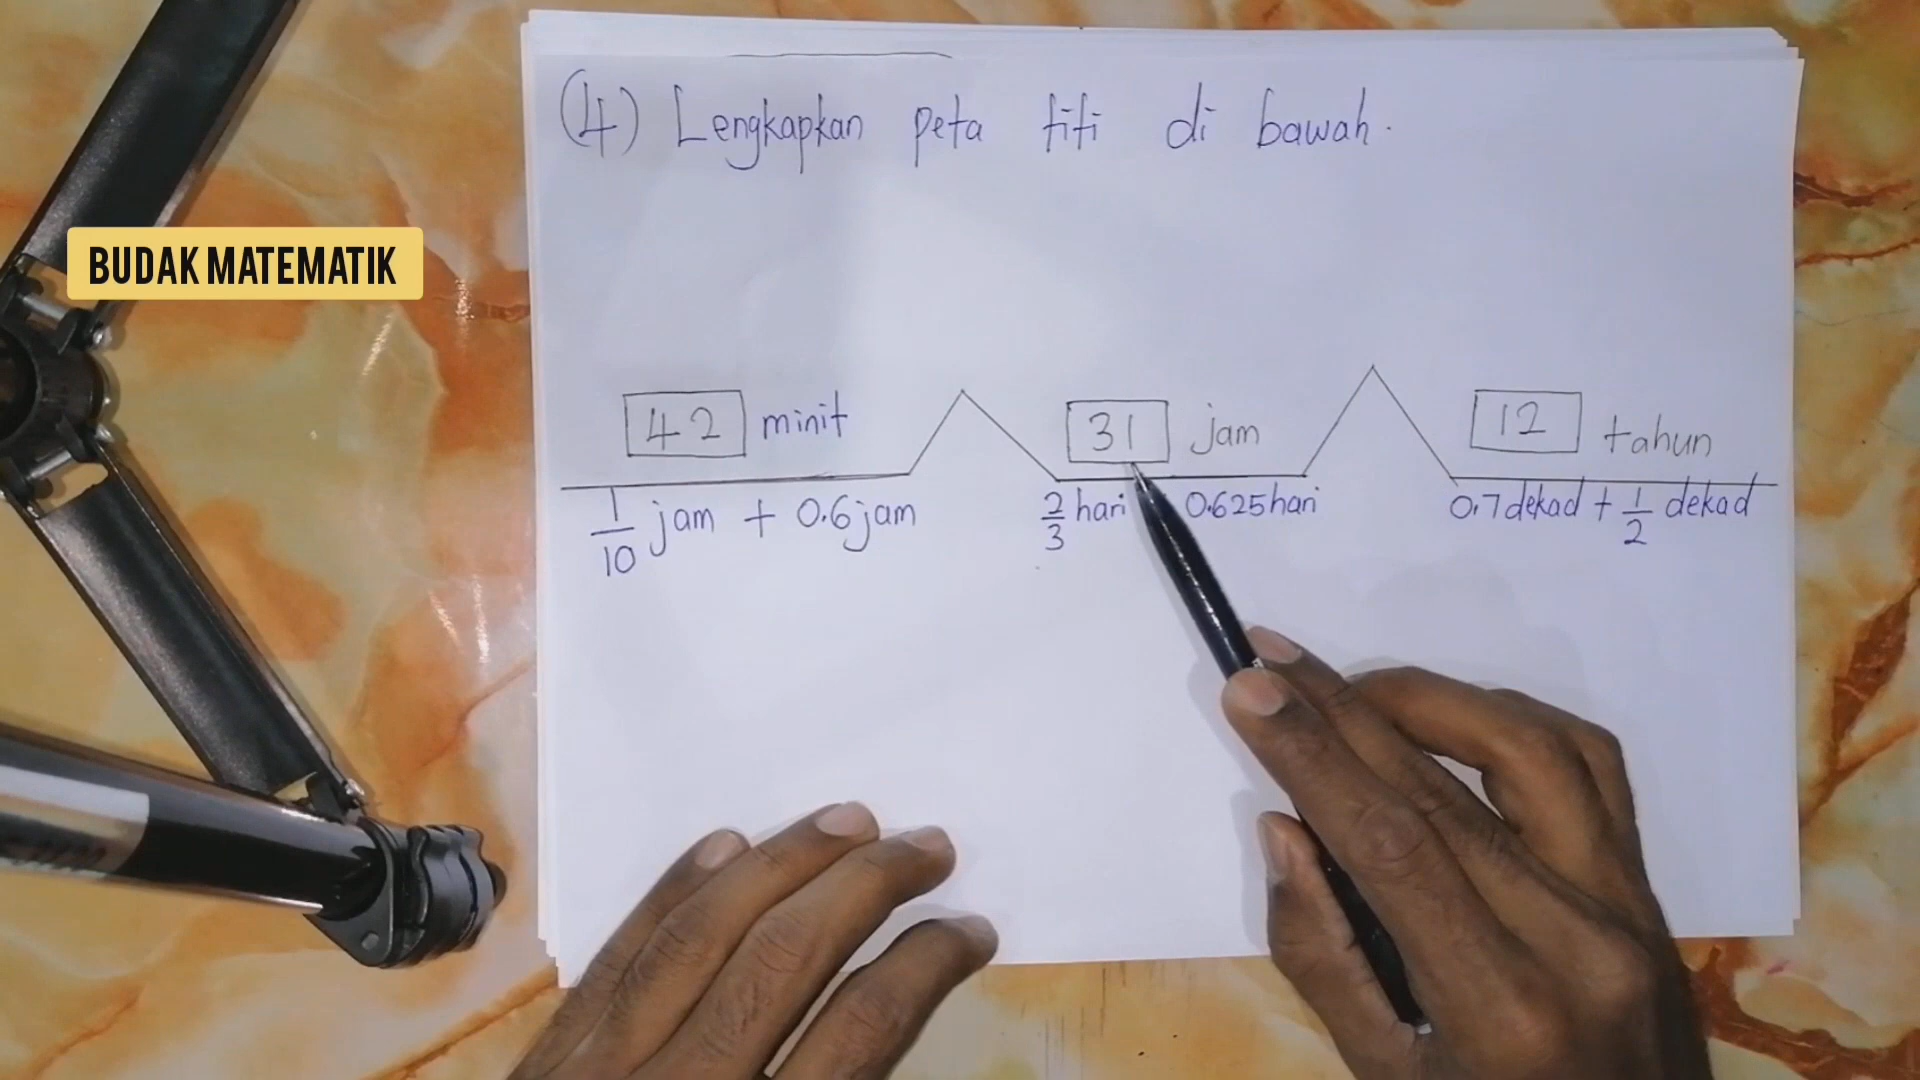 (4) Lengkapkan peta titi di bawah.
BUDAK MATEMATIK
42 minit
31 jam
12 tahun
1/10 jam + 0.6 jam
2/3 hari 0.625 hari
0.7 dekad + 1/2 dekad